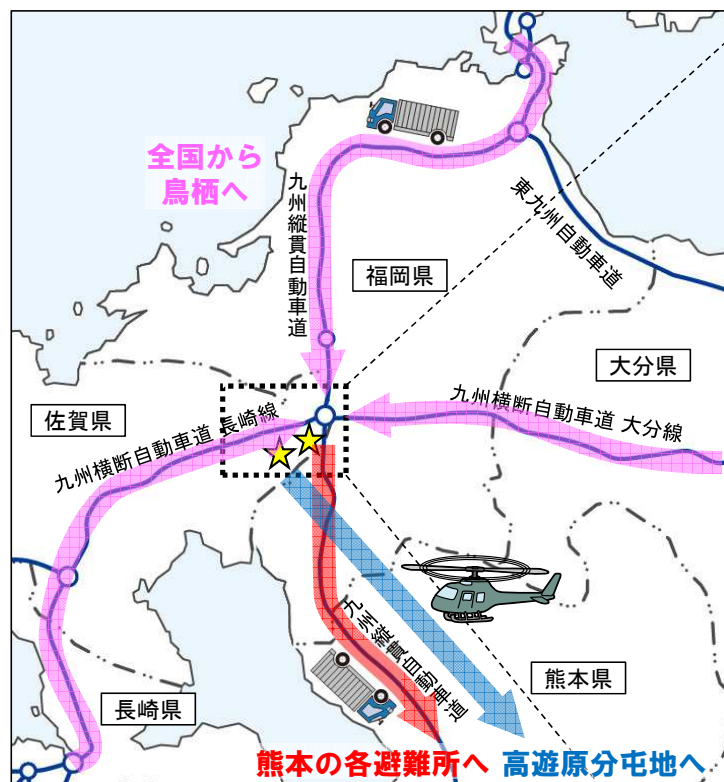 全国から
鳥栖へ
九州縦貫自動車道
東九州自動車道
福岡県
大分県
佐賀県
九州横断自動車道 長崎線
九州横断自動車道 大分線
九州縦貫自動車道
熊本県
長崎県
熊本の各避難所へ 高遊原分屯地へ